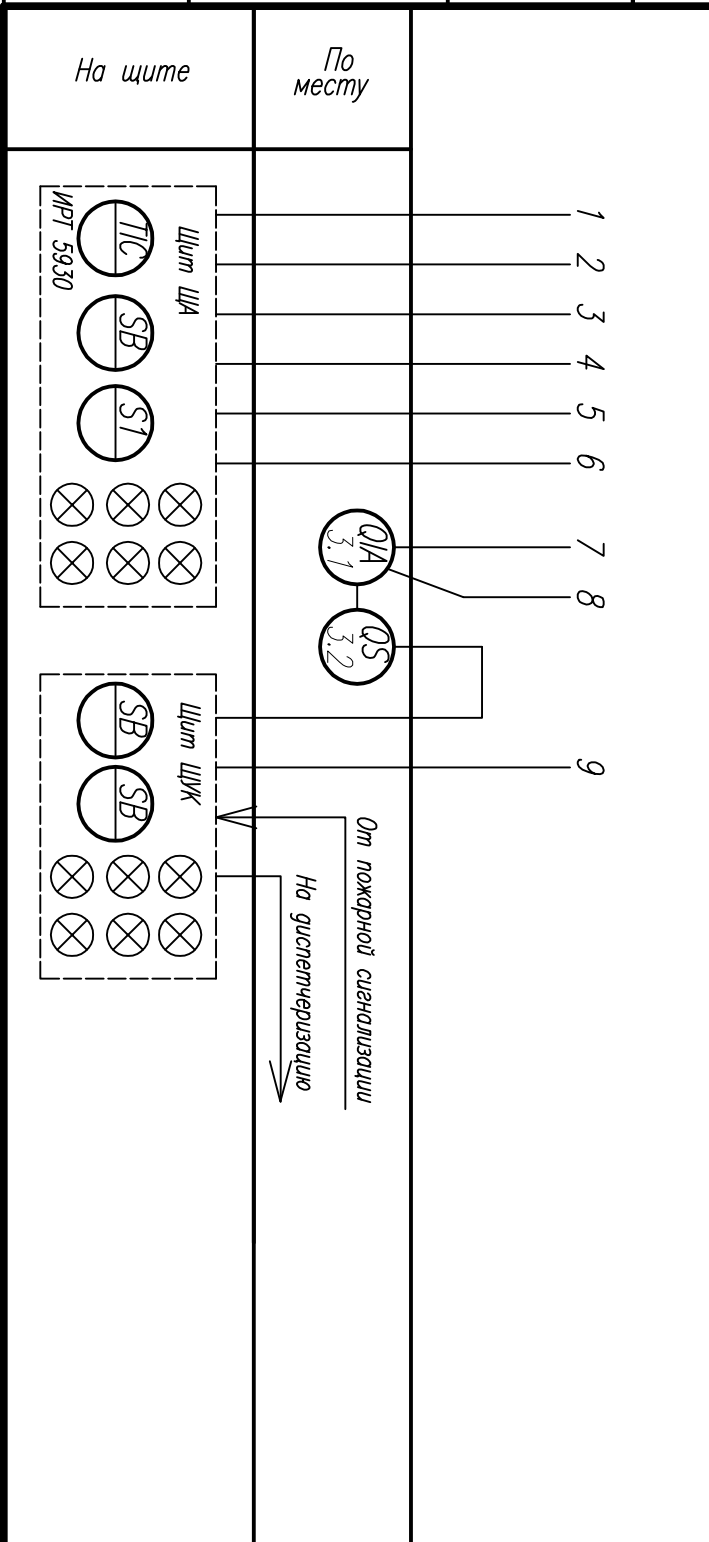 На щите
По
месту
1
2
3
4
5
6
7
8
9
Щит ЩА
TIC
ИРТ 5930
SB
S1
QIA
3.1
QS
3.2
Щит ЩУК
SB
SB
От пожарной сигнализации
На диспетчеризацию